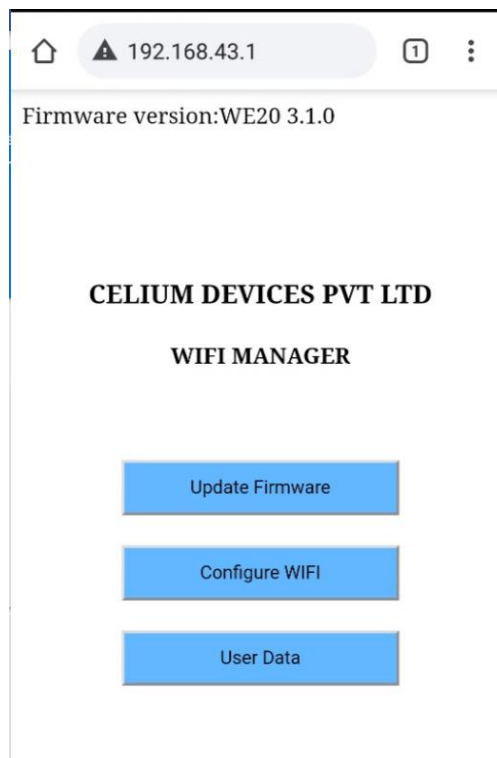 192.168.43.1
1
Firmware version:WE20 3.1.0
CELIUM DEVICES PVT LTD
WIFI MANAGER
Update Firmware
Configure WIFI
User Data